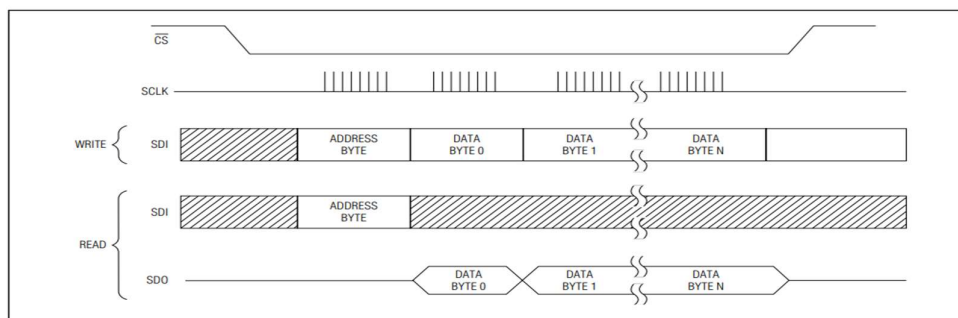 CS
SCLK
WRITE
SDI
ADDRESS
BYTE
DATA
BYTE 0
DATA
BYTE 1
DATA
BYTE N
READ
SDI
ADDRESS
BYTE
SDO
DATA
BYTE 0
DATA
BYTE 1
DATA
BYTE N